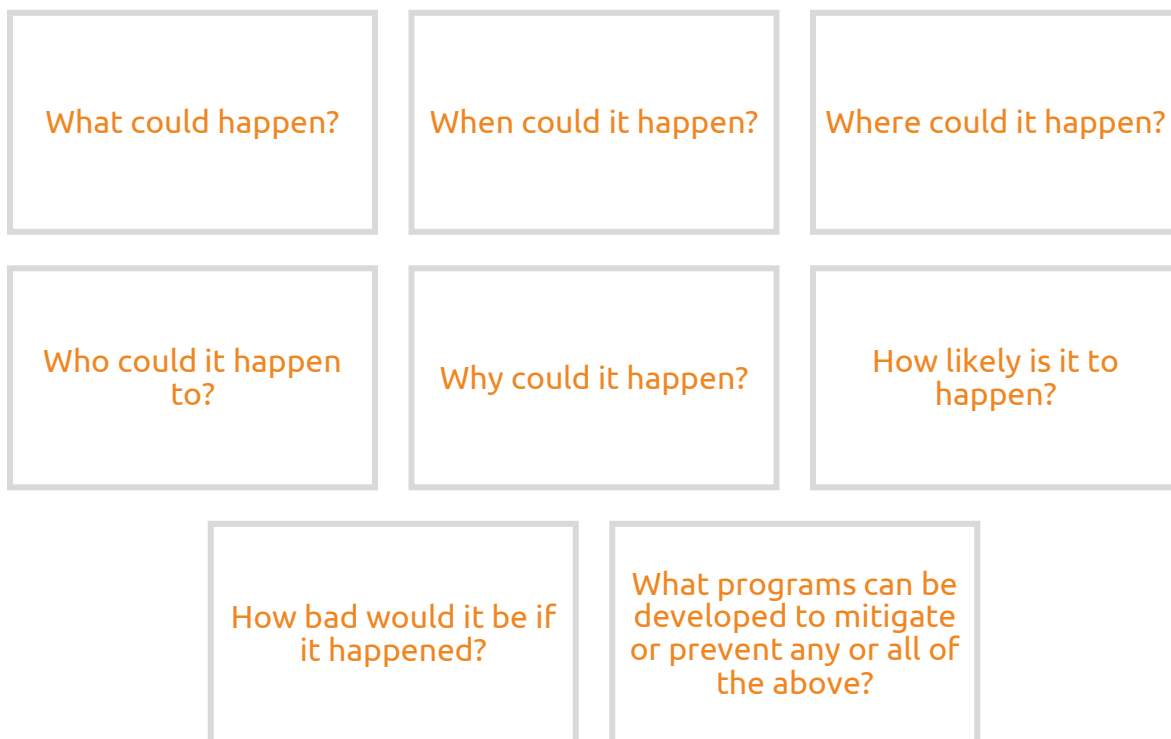 What could happen?
When could it happen?
Where could it happen?
Who could it happen
to?
Why could it happen?
How likely is it to
happen?
How bad would it be if
it happened?
What programs can be
developed to mitigate
or prevent any or all of
the above?